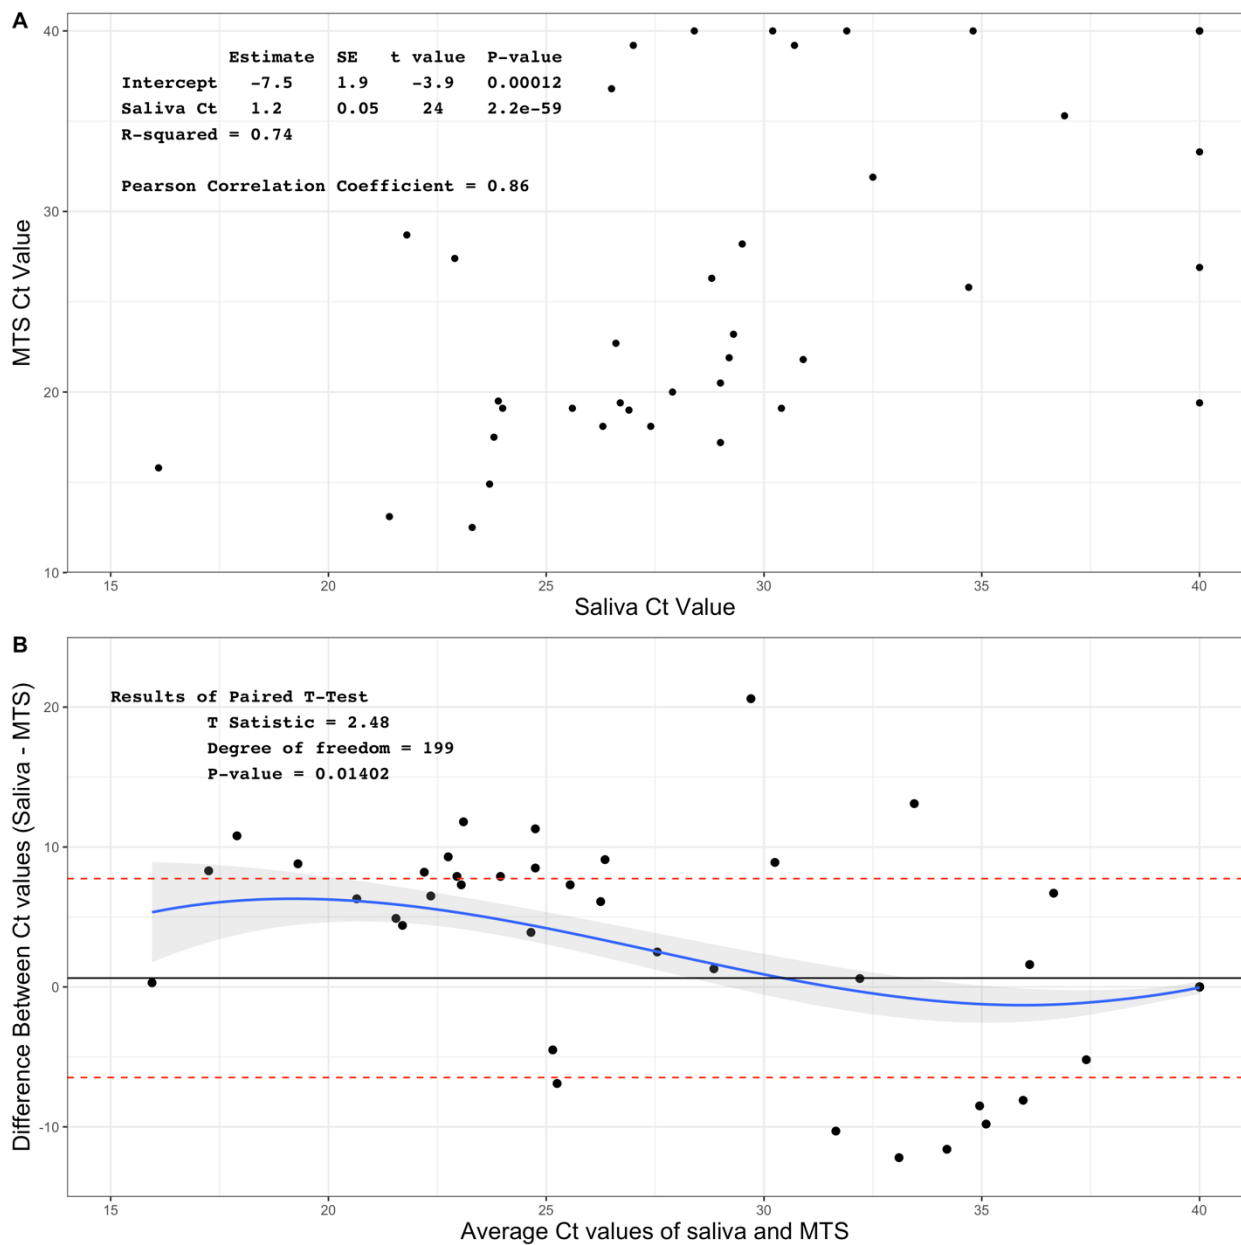 A
40
30
20
10
MTS Ct Value
Estimate SE t value P-value
Intercept -7.5 1.9 -3.9 0.00012
Saliva Ct 1.2 0.05 24 2.2e-59
R-squared = 0.74
Pearson Correlation Coefficient = 0.86
15 20 25 30 35 40
Saliva Ct Value
B
20
10
0
-10
Difference Between Ct values (Saliva - MTS)
Results of Paired T-Test
T Satistic = 2.48
Degree of freedom = 199
P-value = 0.01402
15 20 25 30 35 40
Average Ct values of saliva and MTS